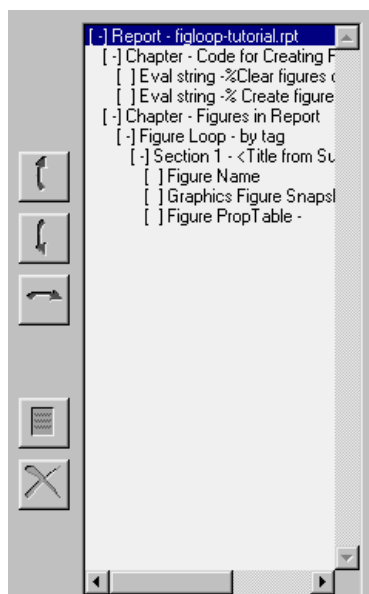 [-] Report - figloop-tutorial.rpt
[-] Chapter - Code for Creating F
[ ] Eval string -%Clear figures
[ ] Eval string -% Create figure
[-] Chapter - Figures in Report
[-] Figure Loop - by tag
[-] Section 1 - <Title from Su
[ ] Figure Name
[ ] Graphics Figure Snaps
[ ] Figure PropTable -